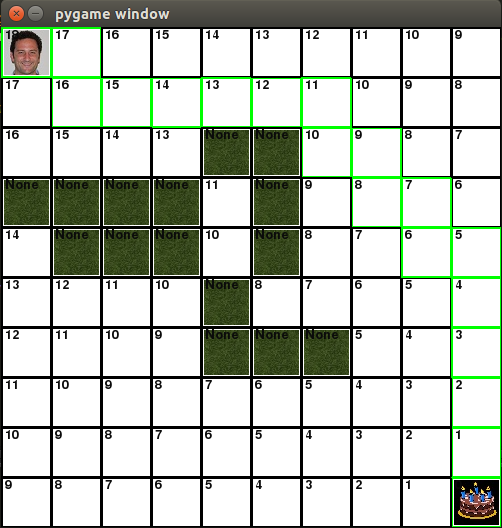 pygame window
18 17 16 15 14 13 12 11 10 9
17 16 15 14 13 12 11 10 9 8
16 15 14 13 None None 10 9 8 7
None None None None 11 None 9 8 7 6
14 None None None 10 None 8 7 6 5
13 12 11 10 None 8 7 6 5 4
12 11 10 9 None None None 5 4 3
11 10 9 8 7 6 5 4 3 2
10 9 8 7 6 5 4 3 2 1
9 8 7 6 5 4 3 2 1